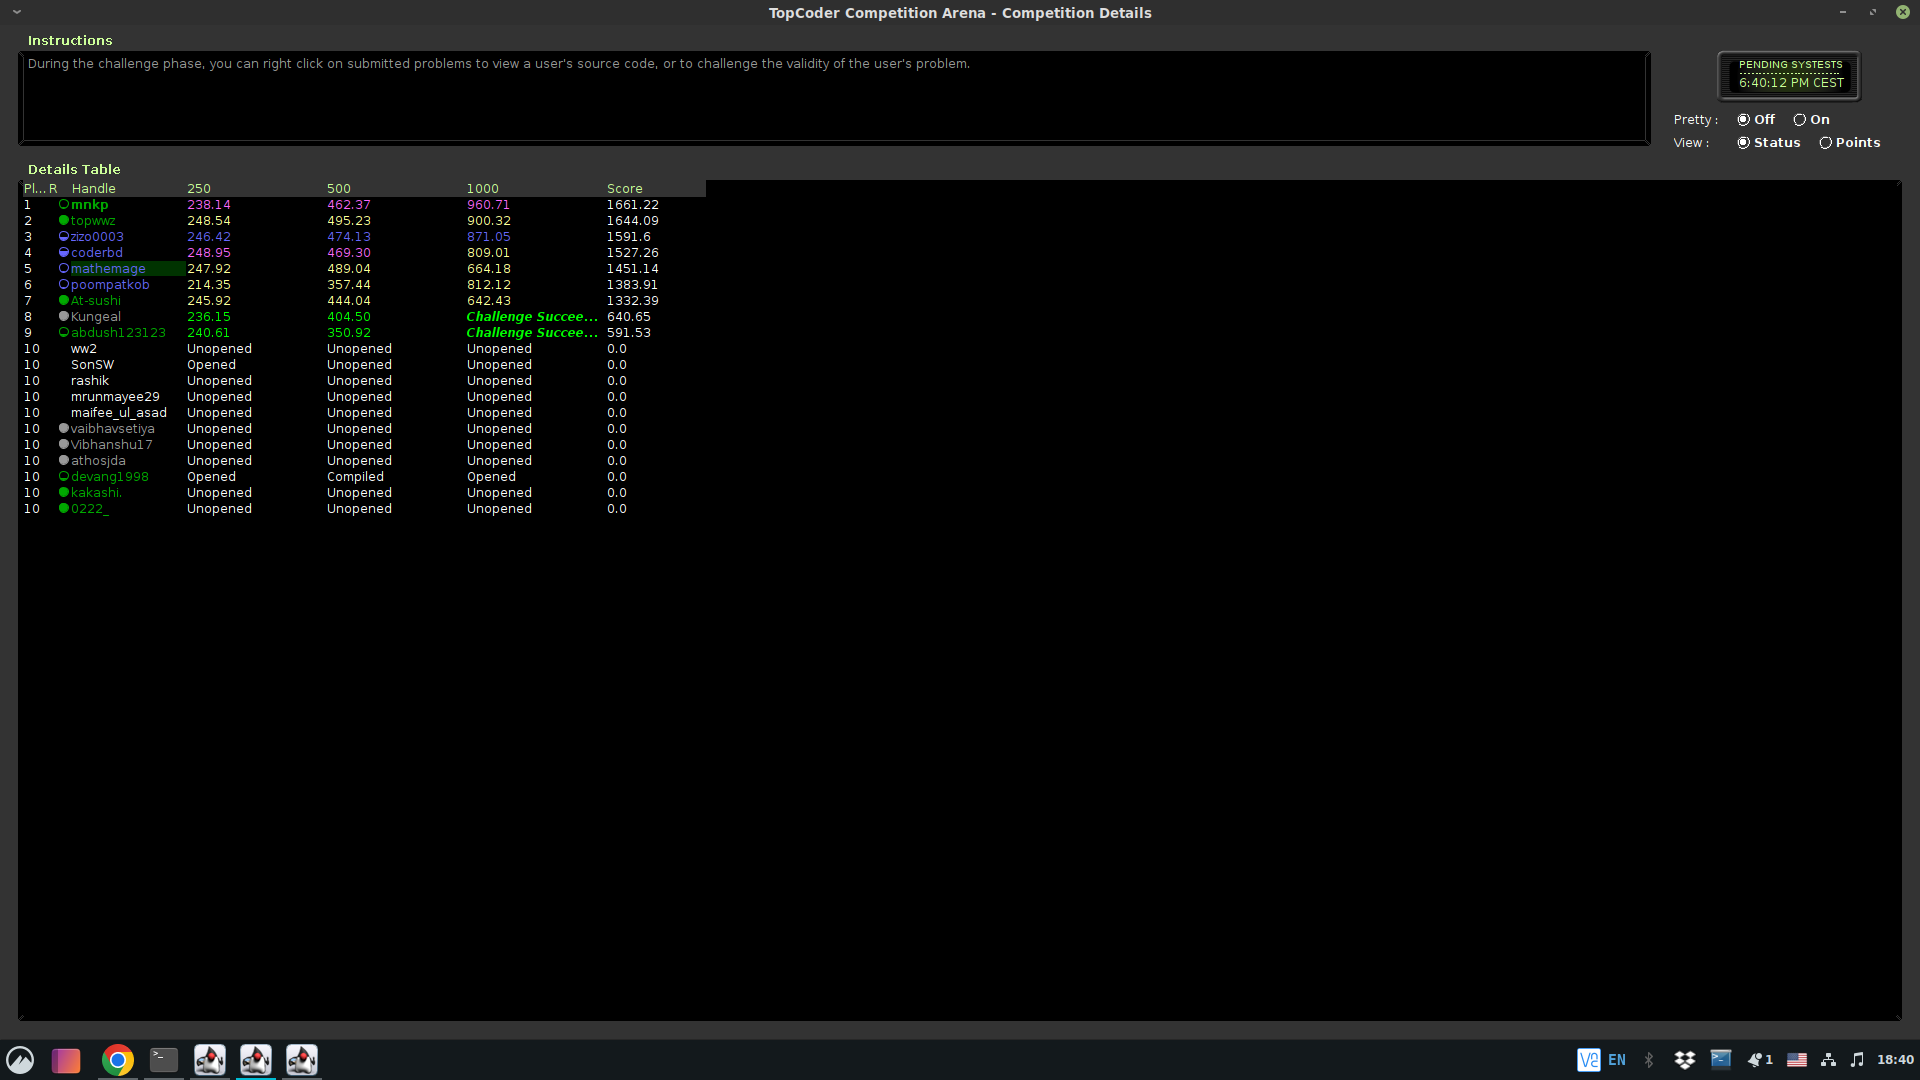 TopCoder Competition Arena - Competition Details
Instructions
During the challenge phase, you can right click on submitted problems to view a user's source code, or to challenge the validity of the user's problem.
PENDING SYSTESTS
6:40:12 PM CEST
Pretty : Off On
View : Status Points
Details Table
Pl... R Handle 250 500 1000 Score
1 mnkp 238.14 462.37 960.71 1661.22
2 topwwz 248.54 495.23 900.32 1644.09
3 zizo0003 246.42 474.13 871.05 1591.6
4 coderbd 248.95 469.30 809.01 1527.26
5 mathemage 247.92 489.04 664.18 1451.14
6 poompatkob 214.35 357.44 812.12 1383.91
7 At-sushi 245.92 444.04 642.43 1332.39
8 Kungeal 236.15 404.50 Challenge Succee... 640.65
9 abdush123123 240.61 350.92 Challenge Succee... 591.53
10 ww2 Unopened Unopened Unopened 0.0
10 SonSW Opened Unopened Unopened 0.0
10 rashik Unopened Unopened Unopened 0.0
10 mrunmayee29 Unopened Unopened Unopened 0.0
10 maifee_ul_asad Unopened Unopened Unopened 0.0
10 vaibhavsetiya Unopened Unopened Unopened 0.0
10 Vibhanshu17 Unopened Unopened Unopened 0.0
10 athosjda Unopened Unopened Unopened 0.0
10 devang1998 Opened Compiled Opened 0.0
10 kakashi. Unopened Unopened Unopened 0.0
10 0222_ Unopened Unopened Unopened 0.0
EN 1 18:40